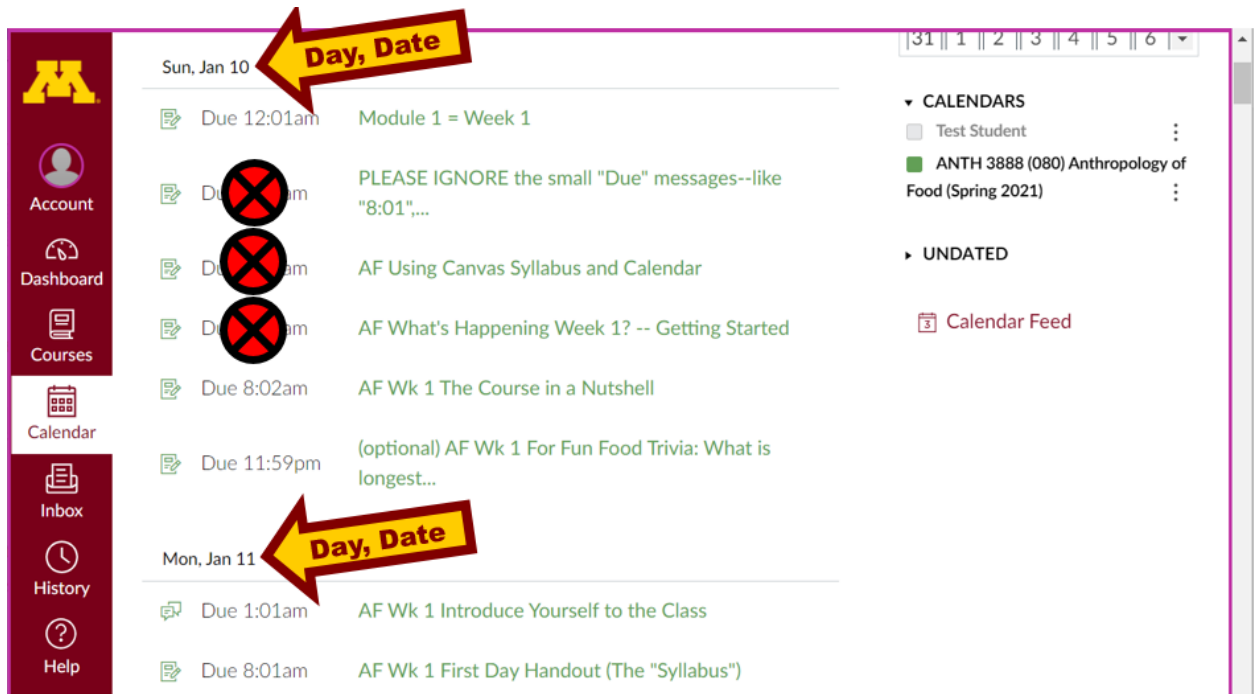 Day, Date
31 1 2 3 4 5 6
Sun, Jan 10
Due 12:01am Module 1 = Week 1
PLEASE IGNORE the small "Due" messages--like
"8:01",...
AF Using Canvas Syllabus and Calendar
AF What's Happening Week 1? -- Getting Started
Due 8:02am AF Wk 1 The Course in a Nutshell
Due 11:59pm (optional) AF Wk 1 For Fun Food Trivia: What is
longest...
Day, Date
Mon, Jan 11
Due 1:01am AF Wk 1 Introduce Yourself to the Class
Due 8:01am AF Wk 1 First Day Handout (The "Syllabus")
M
Account
Dashboard
Courses
Calendar
Inbox
History
Help
CALENDARS
Test Student
ANTH 3888 (080) Anthropology of
Food (Spring 2021)
UNDATED
3 Calendar Feed